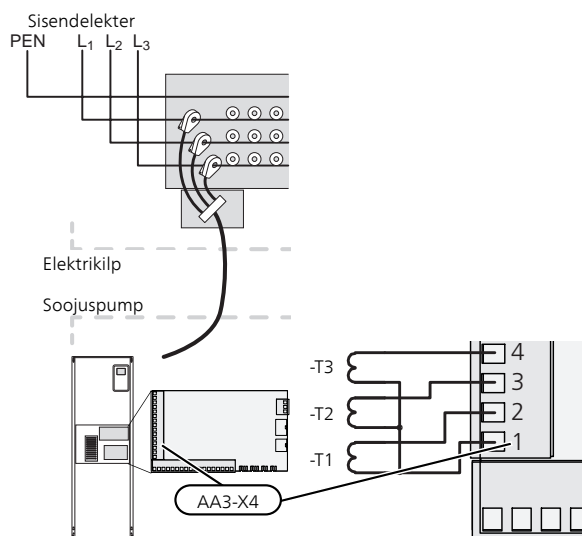 Sisendelekter
PEN L1 L2 L3
Elektrikilp
Soojuspump
-T3
-T2
-T1
4
3
2
1
AA3-X4